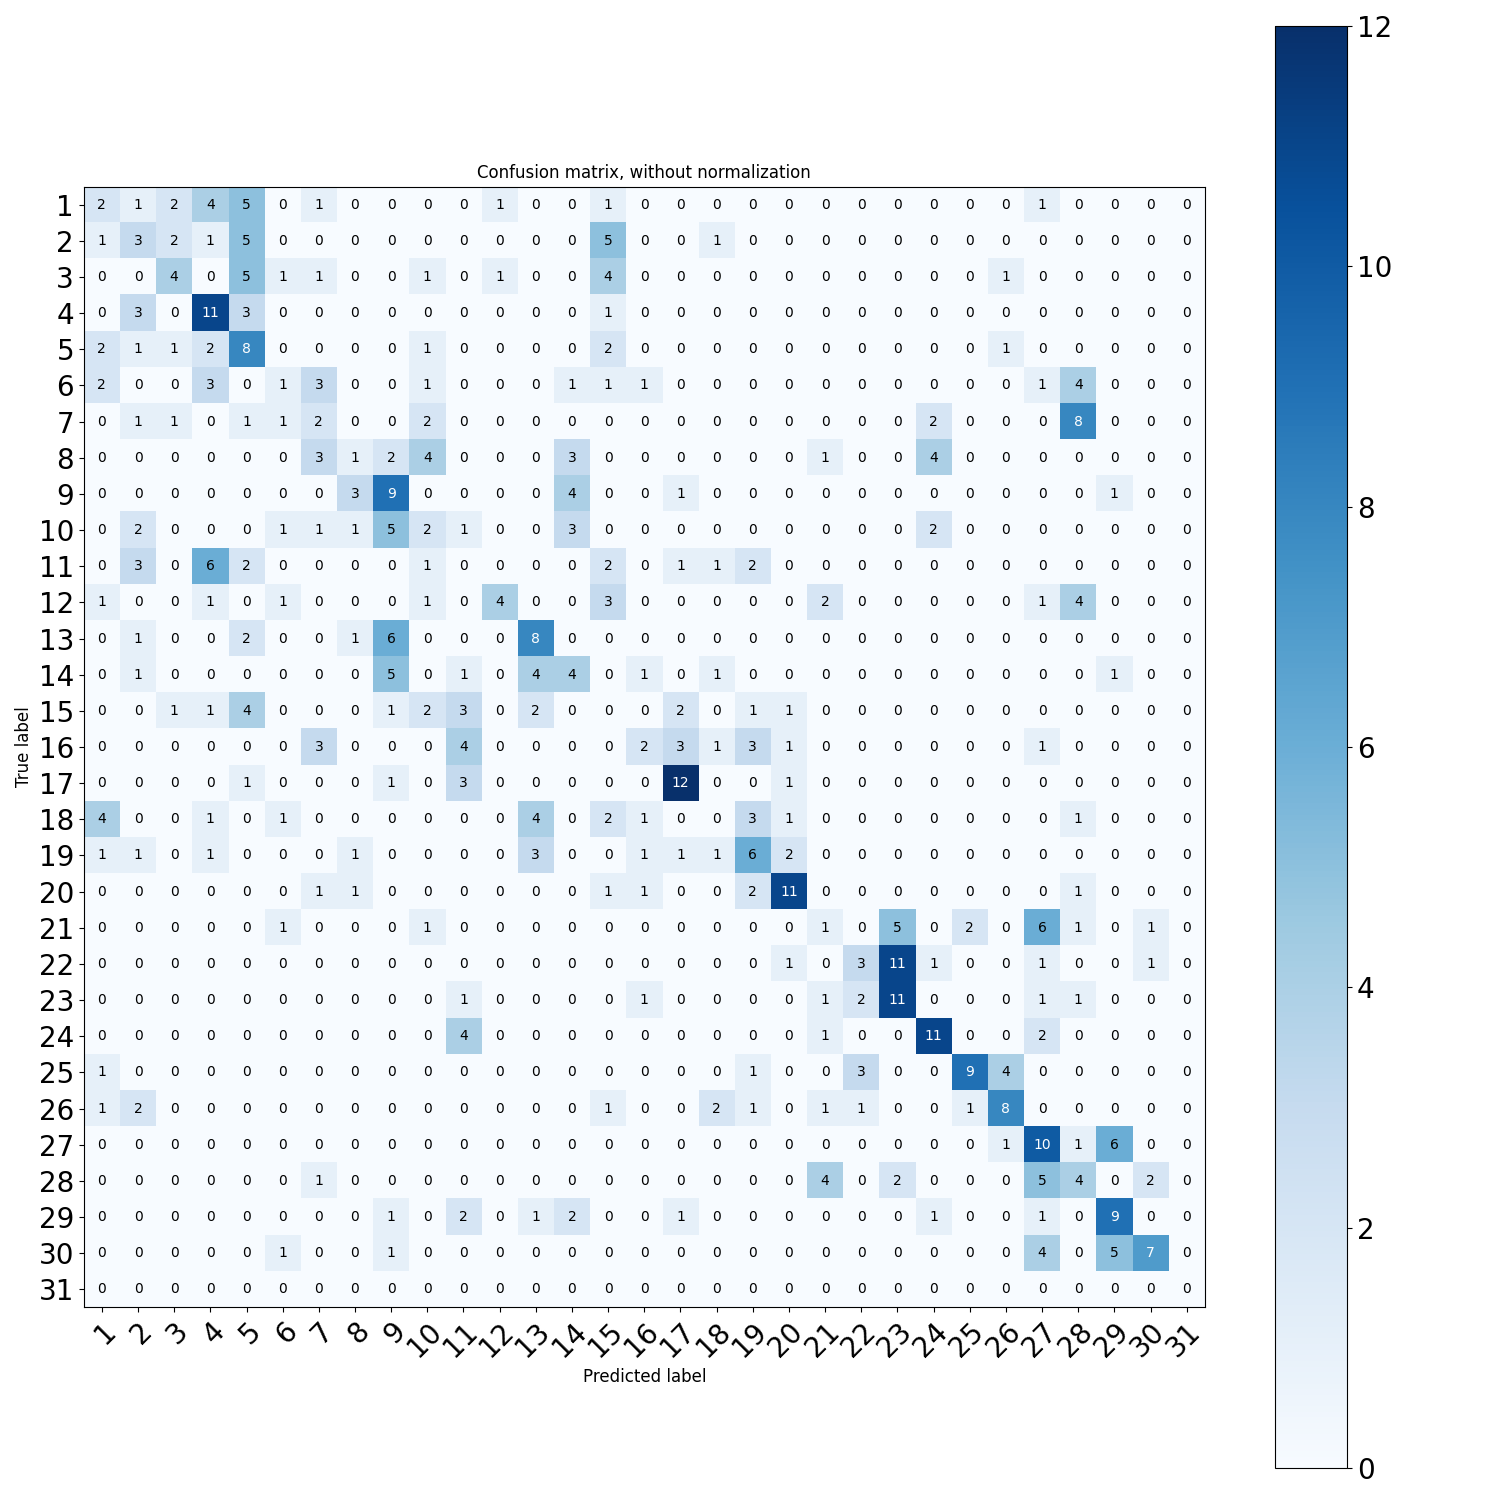 Confusion matrix, without normalization
True label
1 2 1 2 4 5 0 1 0 0 0 0 1 0 0 1 0 0 0 0 0 0 0 0 0 0 0 1 0 0 0 0
2 1 3 2 1 5 0 0 0 0 0 0 0 0 0 5 0 0 1 0 0 0 0 0 0 0 0 0 0 0 0 0
3 0 0 4 0 5 1 1 0 0 1 0 1 0 0 4 0 0 0 0 0 0 0 0 0 0 1 0 0 0 0 0
4 0 3 0 11 3 0 0 0 0 0 0 0 0 0 1 0 0 0 0 0 0 0 0 0 0 0 0 0 0 0 0
5 2 1 1 2 8 0 0 0 0 1 0 0 0 0 2 0 0 0 0 0 0 0 0 0 0 1 0 0 0 0 0
6 2 0 0 3 0 1 3 0 0 1 0 0 0 1 1 1 0 0 0 0 0 0 0 0 0 0 1 4 0 0 0
7 0 1 1 0 1 1 2 0 0 2 0 0 0 0 0 0 0 0 0 0 0 0 0 2 0 0 0 8 0 0 0
8 0 0 0 0 0 0 3 1 2 4 0 0 0 3 0 0 0 0 0 0 1 0 0 4 0 0 0 0 0 0 0
9 0 0 0 0 0 0 0 3 9 0 0 0 0 4 0 0 1 0 0 0 0 0 0 0 0 0 0 0 1 0 0
10 0 2 0 0 0 1 1 1 5 2 1 0 0 3 0 0 0 0 0 0 0 0 0 2 0 0 0 0 0 0 0
11 0 3 0 6 2 0 0 0 0 1 0 0 0 0 2 0 1 1 2 0 0 0 0 0 0 0 0 0 0 0 0
12 1 0 0 1 0 1 0 0 0 1 0 4 0 0 3 0 0 0 0 0 2 0 0 0 0 0 1 4 0 0 0
13 0 1 0 0 2 0 0 1 6 0 0 0 8 0 0 0 0 0 0 0 0 0 0 0 0 0 0 0 0 0 0
14 0 1 0 0 0 0 0 0 5 0 1 0 4 4 0 1 0 1 0 0 0 0 0 0 0 0 0 0 1 0 0
15 0 0 1 1 4 0 0 0 1 2 3 0 2 0 0 0 2 0 1 1 0 0 0 0 0 0 0 0 0 0 0
16 0 0 0 0 0 0 3 0 0 0 4 0 0 0 0 2 3 1 3 1 0 0 0 0 0 0 1 0 0 0 0
17 0 0 0 0 1 0 0 0 1 0 3 0 0 0 0 0 12 0 0 1 0 0 0 0 0 0 0 0 0 0 0
18 4 0 0 1 0 1 0 0 0 0 0 0 4 0 2 1 0 0 3 1 0 0 0 0 0 0 0 1 0 0 0
19 1 1 0 1 0 0 0 1 0 0 0 0 3 0 0 1 1 1 6 2 0 0 0 0 0 0 0 0 0 0 0
20 0 0 0 0 0 0 1 1 0 0 0 0 0 0 1 1 0 0 2 11 0 0 0 0 0 0 0 1 0 0 0
21 0 0 0 0 0 1 0 0 0 1 0 0 0 0 0 0 0 0 0 0 1 0 5 0 2 0 6 1 0 1 0
22 0 0 0 0 0 0 0 0 0 0 0 0 0 0 0 0 0 0 0 1 0 3 11 1 0 0 1 0 0 1 0
23 0 0 0 0 0 0 0 0 0 0 1 0 0 0 0 1 0 0 0 0 1 2 11 0 0 0 1 1 0 0 0
24 0 0 0 0 0 0 0 0 0 0 4 0 0 0 0 0 0 0 0 0 1 0 0 11 0 0 2 0 0 0 0
25 1 0 0 0 0 0 0 0 0 0 0 0 0 0 0 0 0 0 1 0 0 3 0 0 9 4 0 0 0 0 0
26 1 2 0 0 0 0 0 0 0 0 0 0 0 0 1 0 0 2 1 0 1 1 0 0 1 8 0 0 0 0 0
27 0 0 0 0 0 0 0 0 0 0 0 0 0 0 0 0 0 0 0 0 0 0 0 0 0 1 10 1 6 0 0
28 0 0 0 0 0 0 1 0 0 0 0 0 0 0 0 0 0 0 0 0 4 0 2 0 0 0 5 4 0 2 0
29 0 0 0 0 0 0 0 0 1 0 2 0 1 2 0 0 1 0 0 0 0 0 0 1 0 0 1 0 9 0 0
30 0 0 0 0 0 1 0 0 1 0 0 0 0 0 0 0 0 0 0 0 0 0 0 0 0 0 4 0 5 7 0
31 0 0 0 0 0 0 0 0 0 0 0 0 0 0 0 0 0 0 0 0 0 0 0 0 0 0 0 0 0 0 0
1 2 3 4 5 6 7 8 9 10 11 12 13 14 15 16 17 18 19 20 21 22 23 24 25 26 27 28 29 30 31
Predicted label
12
10
8
6
4
2
0